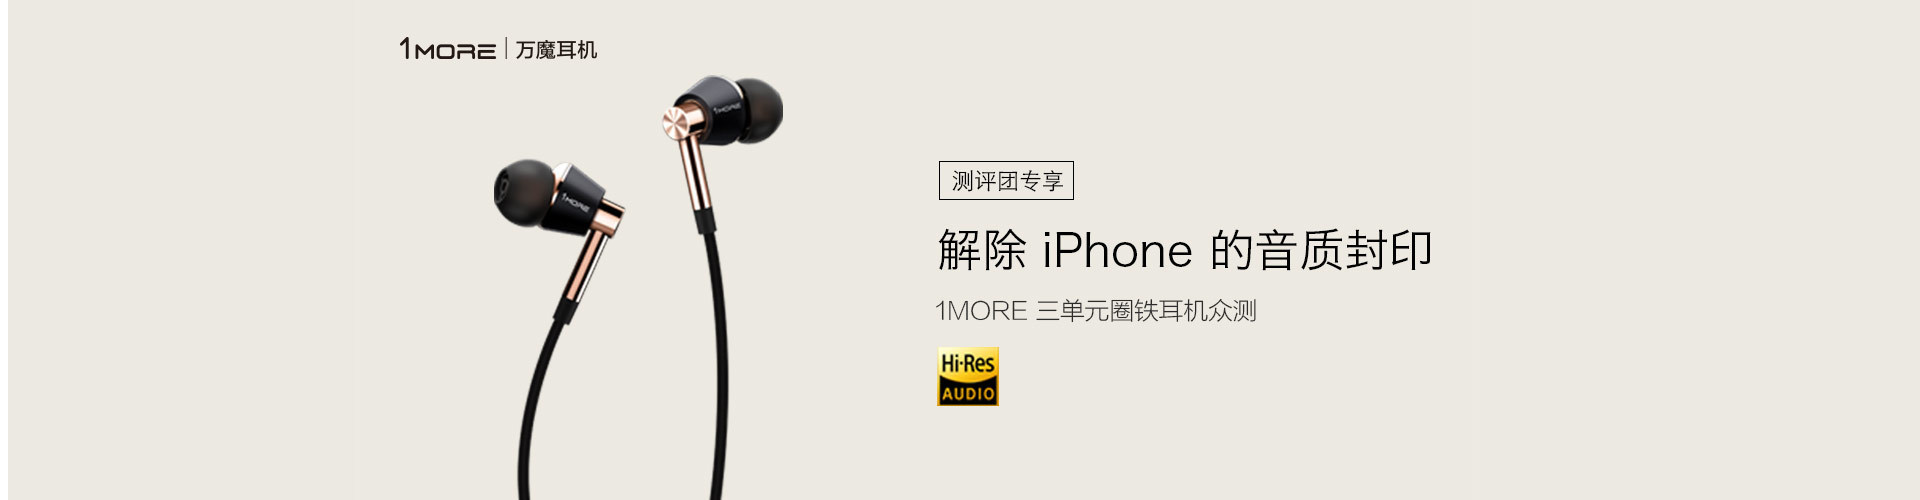 1MORE | 万魔耳机
1MORE
1MORE
测评团专享
解除 iPhone 的音质封印
1MORE 三单元圈铁耳机众测
Hi-Res
AUDIO